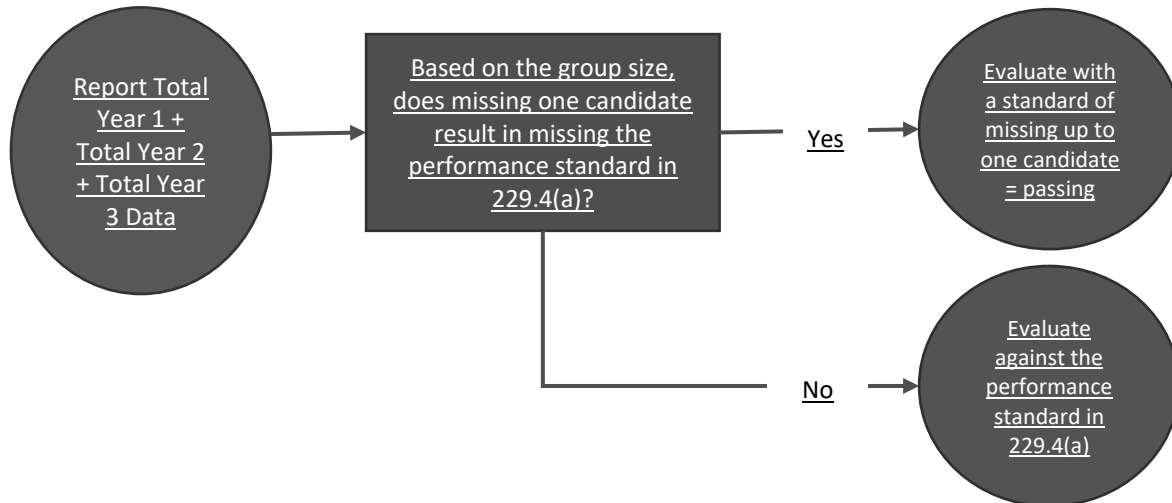 Report Total
Year 1 +
Total Year 2
+ Total Year
3 Data
Based on the group size,
does missing one candidate
result in missing the
performance standard in
229.4(a)?
Yes
Evaluate with
a standard of
missing up to
one candidate
= passing
No
Evaluate
against the
performance
standard in
229.4(a)